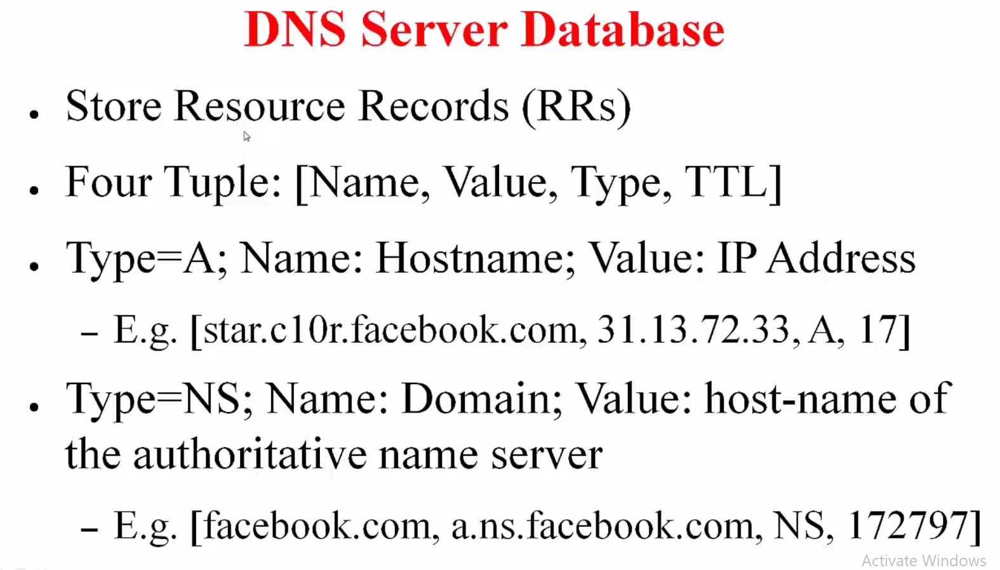 DNS Server Database
• Store Resource Records (RRs)
• Four Tuple: [Name, Value, Type, TTL]
• Type=A; Name: Hostname; Value: IP Address
– E.g. [star.c10r.facebook.com, 31.13.72.33, A, 17]
• Type=NS; Name: Domain; Value: host-name of
the authoritative name server
– E.g. [facebook.com, a.ns.facebook.com, NS, 172797]
Activate Windows